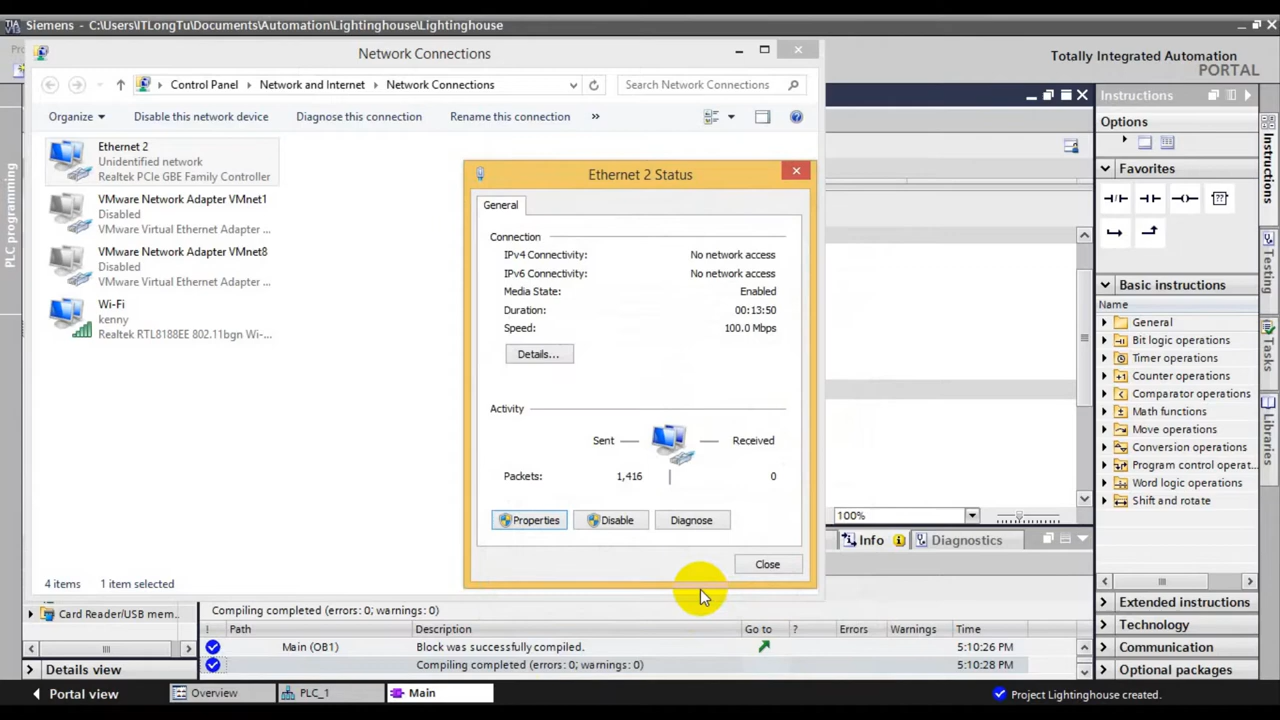 Siemens - C:\Users\ITLongTu\Documents\Automation\Lightinghouse\Lightinghouse
Network Connections
Totally Integrated Automation
PORTAL
Control Panel
Network and Internet
Network Connections
Search Network Connections
Organize
Disable this network device
Diagnose this connection
Rename this connection
»
Ethernet 2
Unidentified network
Realtek PCIe GBE Family Controller
VMware Network Adapter VMnet1
Disabled
VMware Virtual Ethernet Adapter ...
VMware Network Adapter VMnet8
Disabled
VMware Virtual Ethernet Adapter ...
Wi-Fi
kenny
Realtek RTL8188EE 802.11bgn Wi-...
4 items
1 item selected
Ethernet 2 Status
General
Connection
IPv4 Connectivity: No network access
IPv6 Connectivity: No network access
Media State: Enabled
Duration: 00:13:50
Speed: 100.0 Mbps
Details...
Activity
Sent
Received
Packets: 1,416 0
Properties
Disable
Diagnose
Close
PLC programming
Instructions
Options
Favorites
??
Basic instructions
Name
General
Bit logic operations
Timer operations
Counter operations
Comparator operations
Math functions
Move operations
Conversion operations
Program control operat...
Word logic operations
Shift and rotate
Extended instructions
Technology
Communication
Optional packages
Instructions
Testing
Tasks
Libraries
100%
Info
Diagnostics
Card Reader/USB mem...
Compiling completed (errors: 0; warnings: 0)
! Path Description Go to ? Errors Warnings Time
Main (OB1) Block was successfully compiled. 5:10:26 PM
Compiling completed (errors: 0; warnings: 0) 5:10:28 PM
Details view
Portal view
Overview
PLC_1
Main
Project Lightinghouse created.